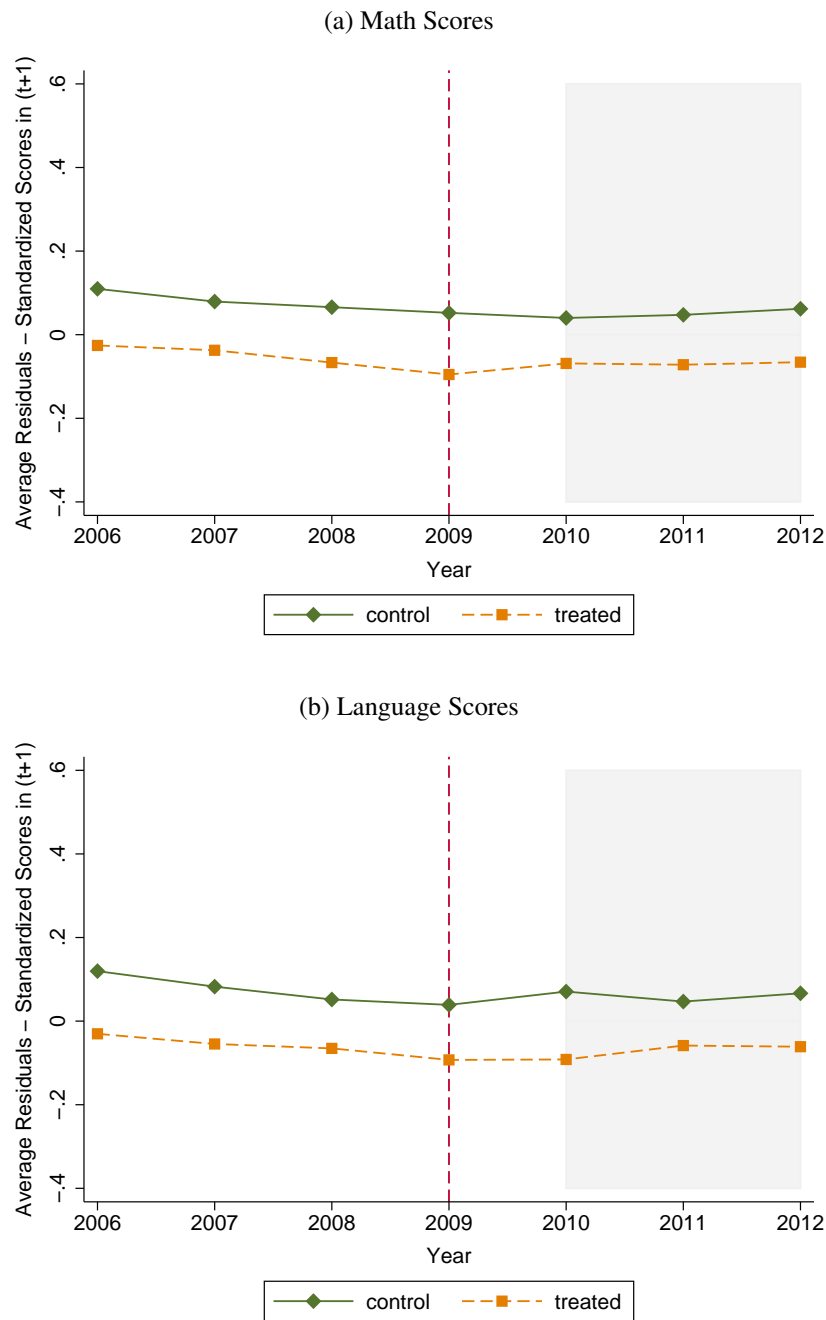 (a) Math Scores
Average Residuals − Standardized Scores in (t+1)
.6
.4
.2
0
−.2
−.4
2006 2007 2008 2009 2010 2011 2012
Year
control treated
(b) Language Scores
Average Residuals − Standardized Scores in (t+1)
.6
.4
.2
0
−.2
−.4
2006 2007 2008 2009 2010 2011 2012
Year
control treated